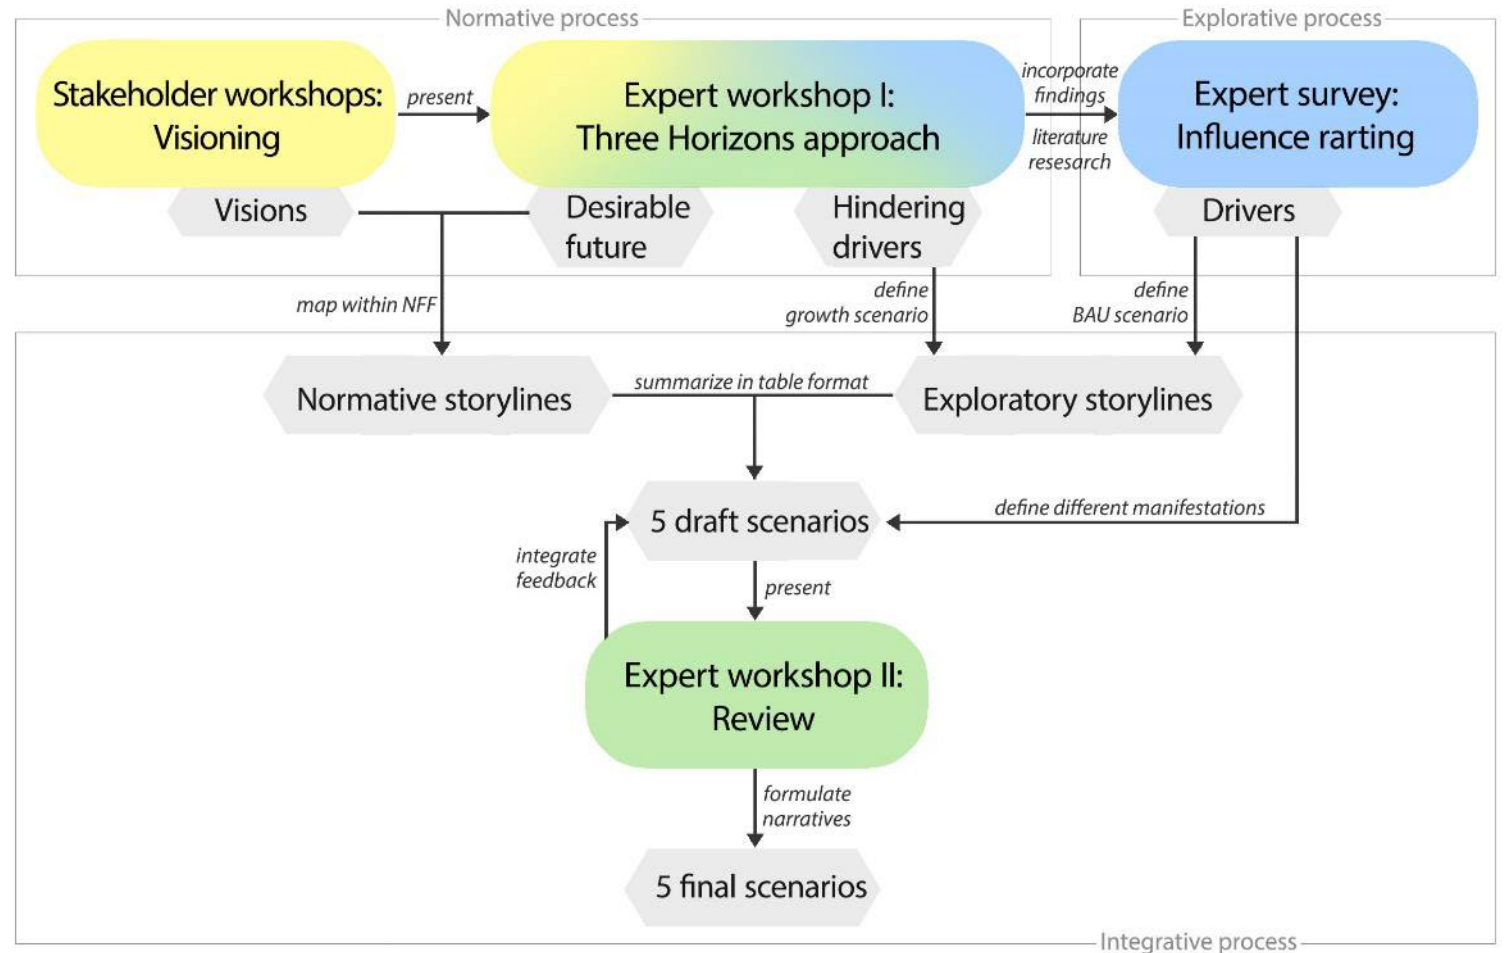 Normative process
Explorative process
Stakeholder workshops:
Visioning
present
Expert workshop I:
Three Horizons approach
incorporate
findings
literature
resesarch
Expert survey:
Influence rarting
Visions
Desirable
future
Hindering
drivers
Drivers
map within NFF
define
growth scenario
define
BAU scenario
Normative storylines
summarize in table format
Exploratory storylines
5 draft scenarios
define different manifestations
integrate
feedback
present
Expert workshop II:
Review
formulate
narratives
5 final scenarios
Integrative process